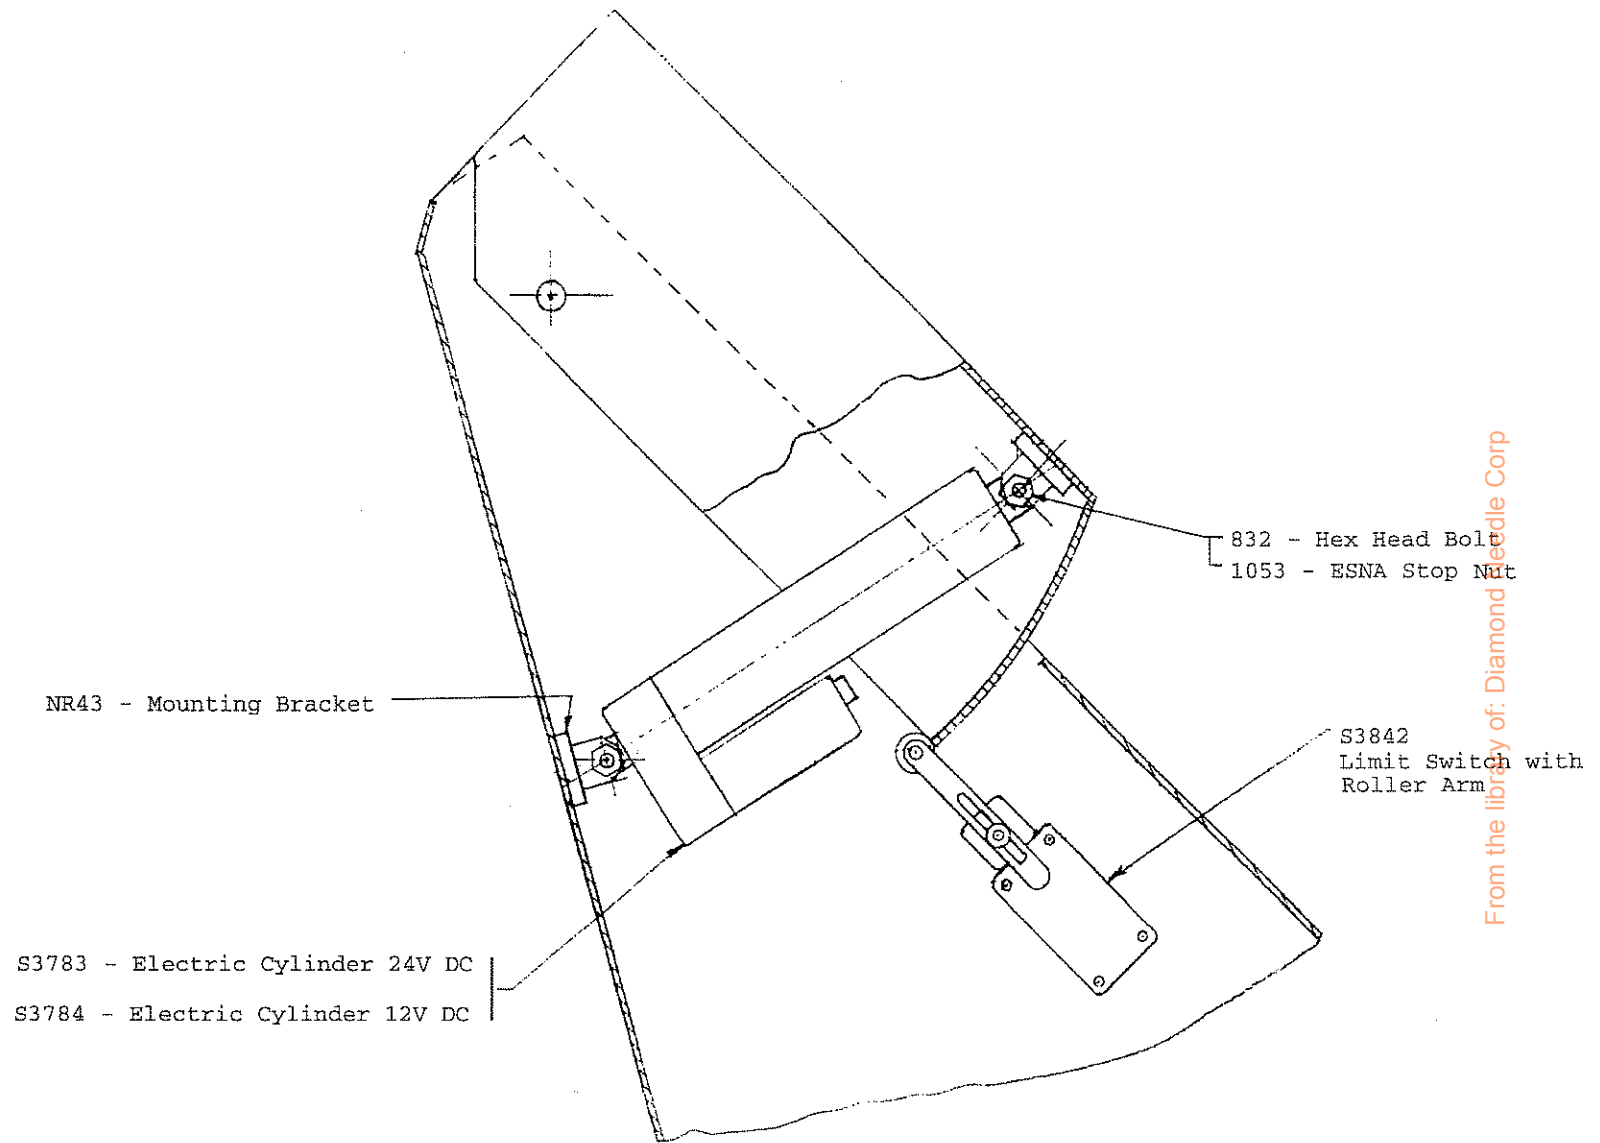 832 - Hex Head Bolt
1053 - ESNA Stop Nut
NR43 - Mounting Bracket
S3842
Limit Switch with
Roller Arm
S3783 - Electric Cylinder 24V DC
S3784 - Electric Cylinder 12V DC
From the library of: Diamond Needle Corp